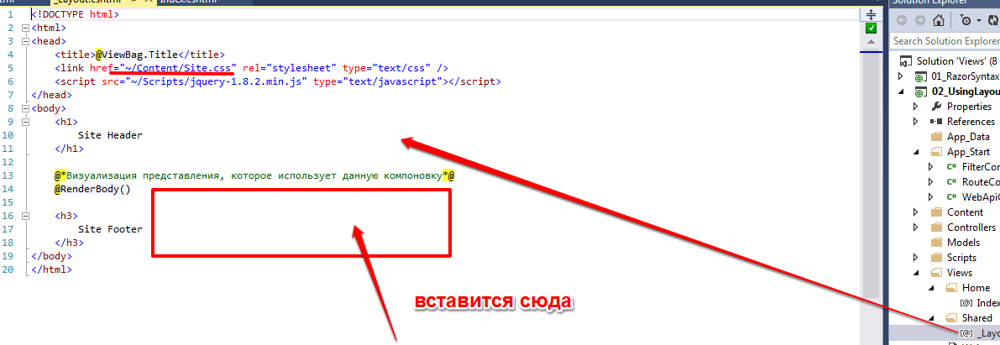 _Layout.cshtml
Index.cshtml
1 <!DOCTYPE html>
2 <html>
3 <head>
4 <title>@ViewBag.Title</title>
5 <link href="~/Content/Site.css" rel="stylesheet" type="text/css" />
6 <script src="~/Scripts/jquery-1.8.2.min.js" type="text/javascript"></script>
7 </head>
8 <body>
9 <h1>
10 Site Header
11 </h1>
12
13 @*Визуализация представления, которое использует данную компоновку*@
14 @RenderBody()
15
16 <h3>
17 Site Footer
18 </h3>
19 </body>
20 </html>
вставится сюда
Solution Explorer
Search Solution Explorer
Solution 'Views' (8
01_RazorSyntax
02_UsingLayou
Properties
References
App_Data
App_Start
C# FilterCon
C# RouteCo
C# WebApiC
Content
Controllers
Models
Scripts
Views
Home
[@] Index
Shared
[@] _Layo